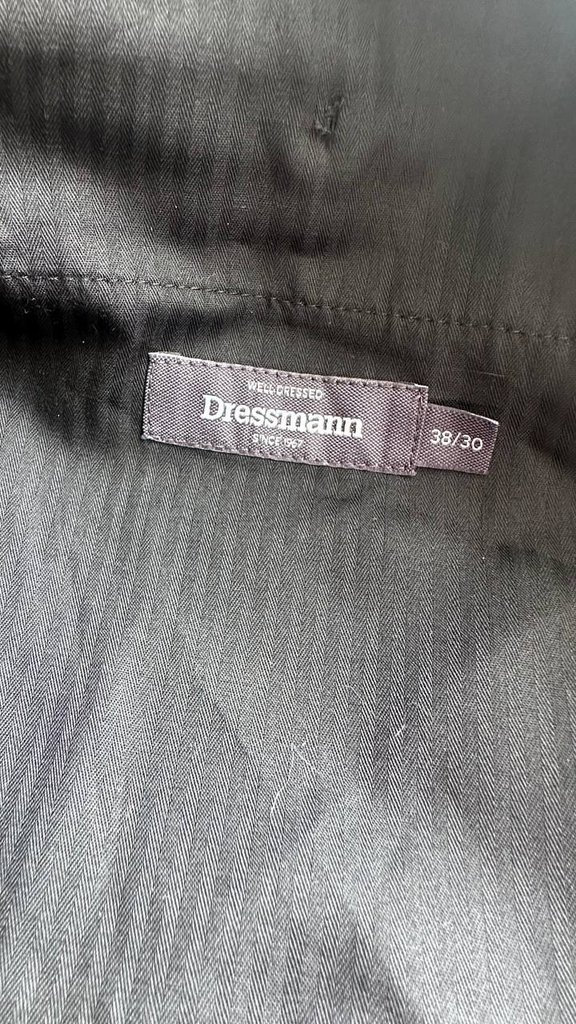 WELL DRESSED
Dressmann
SINCE 1967
38/30